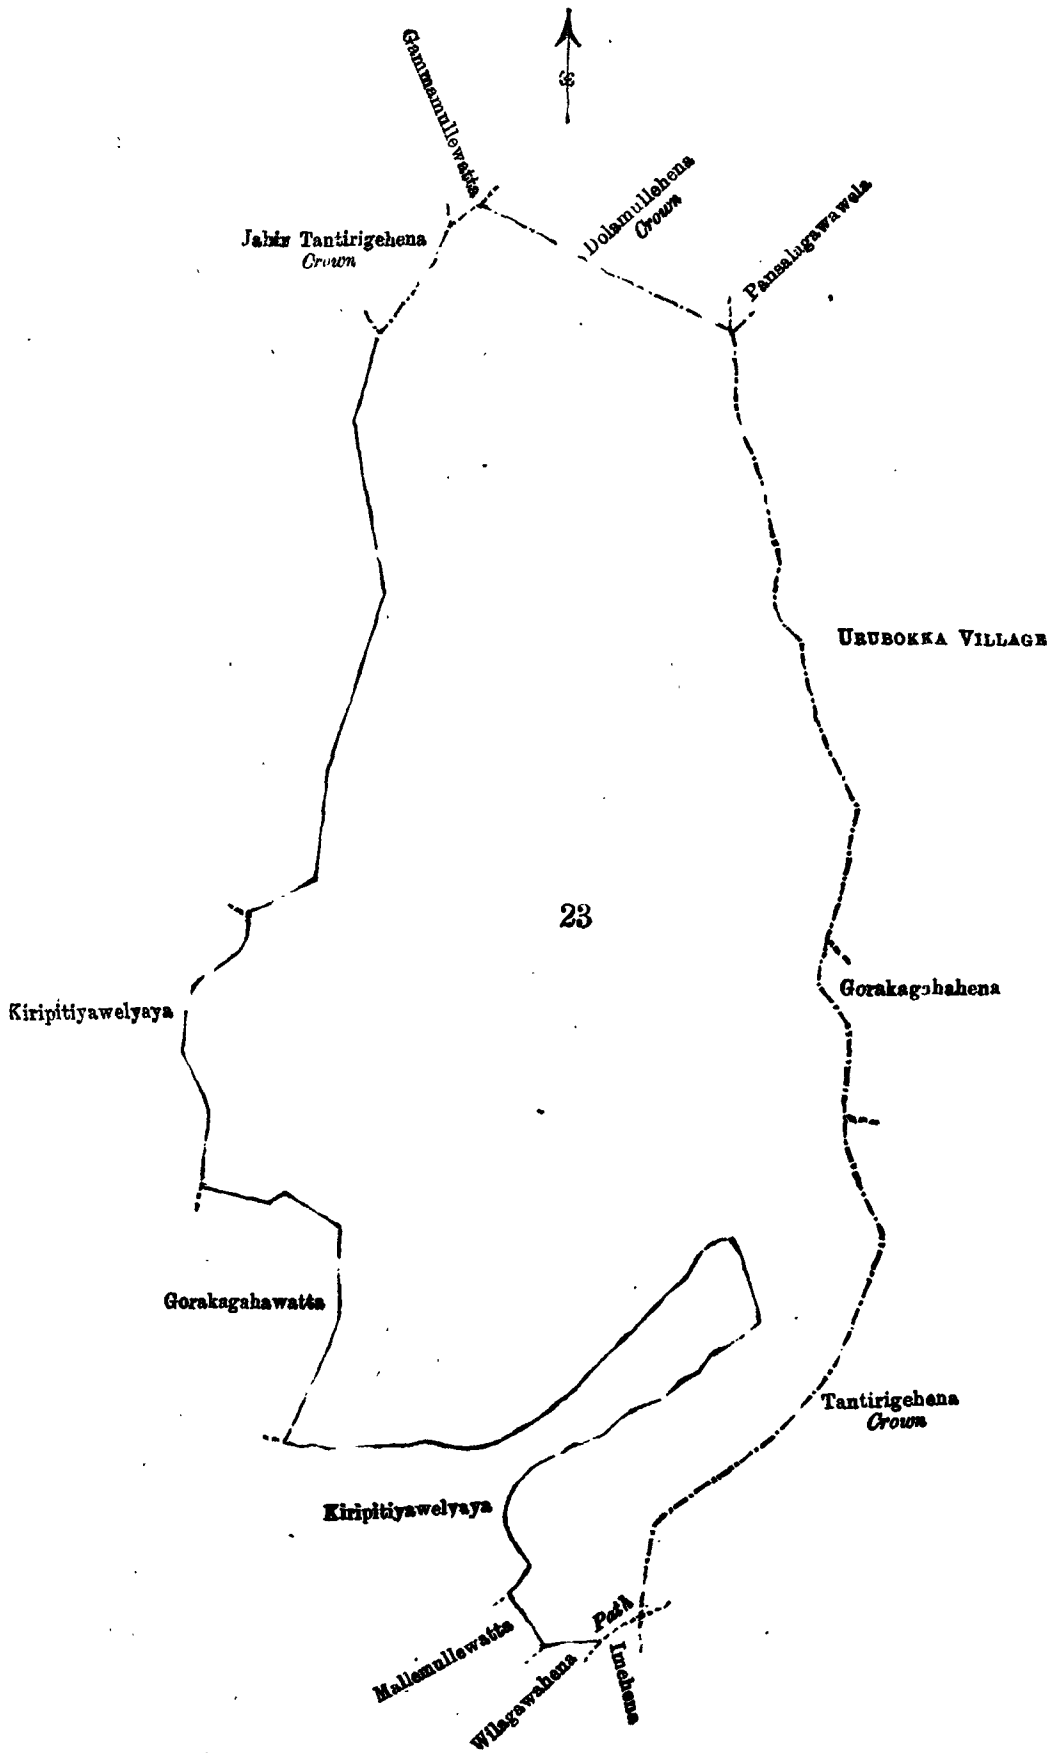 Gammamullewatta
Dolamullehena
Crown
Pansalagawawela
Tantirigehena
Crown
URUBOKKA VILLAGE
23
Kiripitiyawelyaya
Gorakagahahena
Gorakagahawatta
Tantirigehena
Crown
Kiripitiyawelyaya
Path
Mallemullewatta
Wilagawahena
Imehena